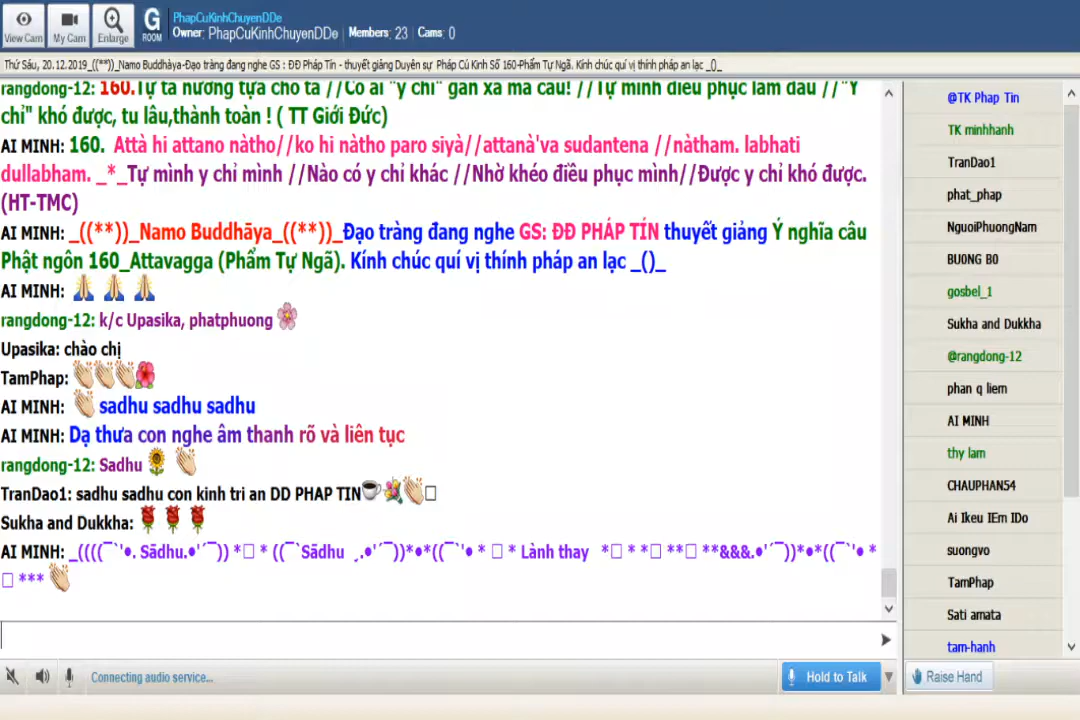 PhapCuKinhChuyenDDe
Owner: PhapCuKinhChuyenDDe Members: 23 Cams: 0
View Cam My Cam Enlarge G ROOM
Thứ Sáu, 20.12.2019_((**))_Namo Buddhàya-Đạo tràng đang nghe GS : ĐĐ Pháp Tín - thuyết giảng Duyên sự Pháp Cú Kinh Số 160-Phẩm Tự Ngã. Kính chúc quí vị thính pháp an lạc _()_
rangdong-12: 160.Tự ta nương tựa cho ta //Có ai "y chỉ" gần xa mà cầu! //Tự mình điều phục làm đầu //"Y
chỉ" khó được, tu lâu,thành toàn ! ( TT Giới Đức)
AI MINH: 160. Attà hi attano nàtho//ko hi nàtho paro siyà//attanà'va sudantena //nàtham. labhati
dullabham. _*_Tự mình y chỉ mình //Nào có y chỉ khác //Nhờ khéo điều phục mình//Được y chỉ khó được.
(HT-TMC)
AI MINH: _((**))_Namo Buddhāya_((**))_Đạo tràng đang nghe GS: ĐĐ PHÁP TÍN thuyết giảng Ý nghĩa câu
Phật ngôn 160_Attavagga (Phẩm Tự Ngã). Kính chúc quí vị thính pháp an lạc _()_
AI MINH: 🙏 🙏 🙏
rangdong-12: k/c Upasika, phatphuong 🌸
Upasika: chào chị
TamPhap: 👏👏👏🌺
AI MINH: 👏 sadhu sadhu sadhu
AI MINH: Dạ thưa con nghe âm thanh rõ và liên tục
rangdong-12: Sadhu 🌻 👏
TranDao1: sadhu sadhu con kinh tri an DD PHAP TIN☕💐👏□
Sukha and Dukkha: 🌹 🌹 🌹
AI MINH: _((((¯`'•. Sādhu.•'´¯)) *□ * ((¯`Sādhu ¸.•'´¯))*•*((¯`'• * □ * Lành thay *□ * *□ **□ **&&&.•'´¯))*•*((¯`'• *
□ *** 👏
Connecting audio service...
Hold to Talk
@TK Phap Tin
TK minhhanh
TranDao1
phat_phap
NguoiPhuongNam
BUONG BO
gosbel_1
Sukha and Dukkha
@rangdong-12
phan q liem
AI MINH
thy lam
CHAUPHAN54
Ai Ikeu IEm IDo
suongvo
TamPhap
Sati amata
tam-hanh
Raise Hand